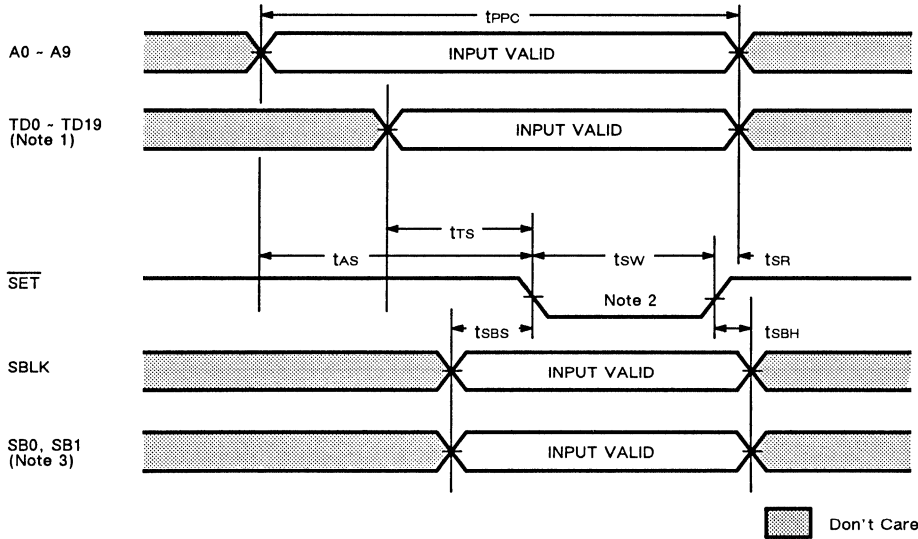 tPPC
A0 ~ A9
INPUT VALID
TD0 ~ TD19
(Note 1)
INPUT VALID
tTS
tAS
tSW
tSR
SET
Note 2
tSBS
tSBH
SBLK
INPUT VALID
SB0, SB1
(Note 3)
INPUT VALID
Don't Care